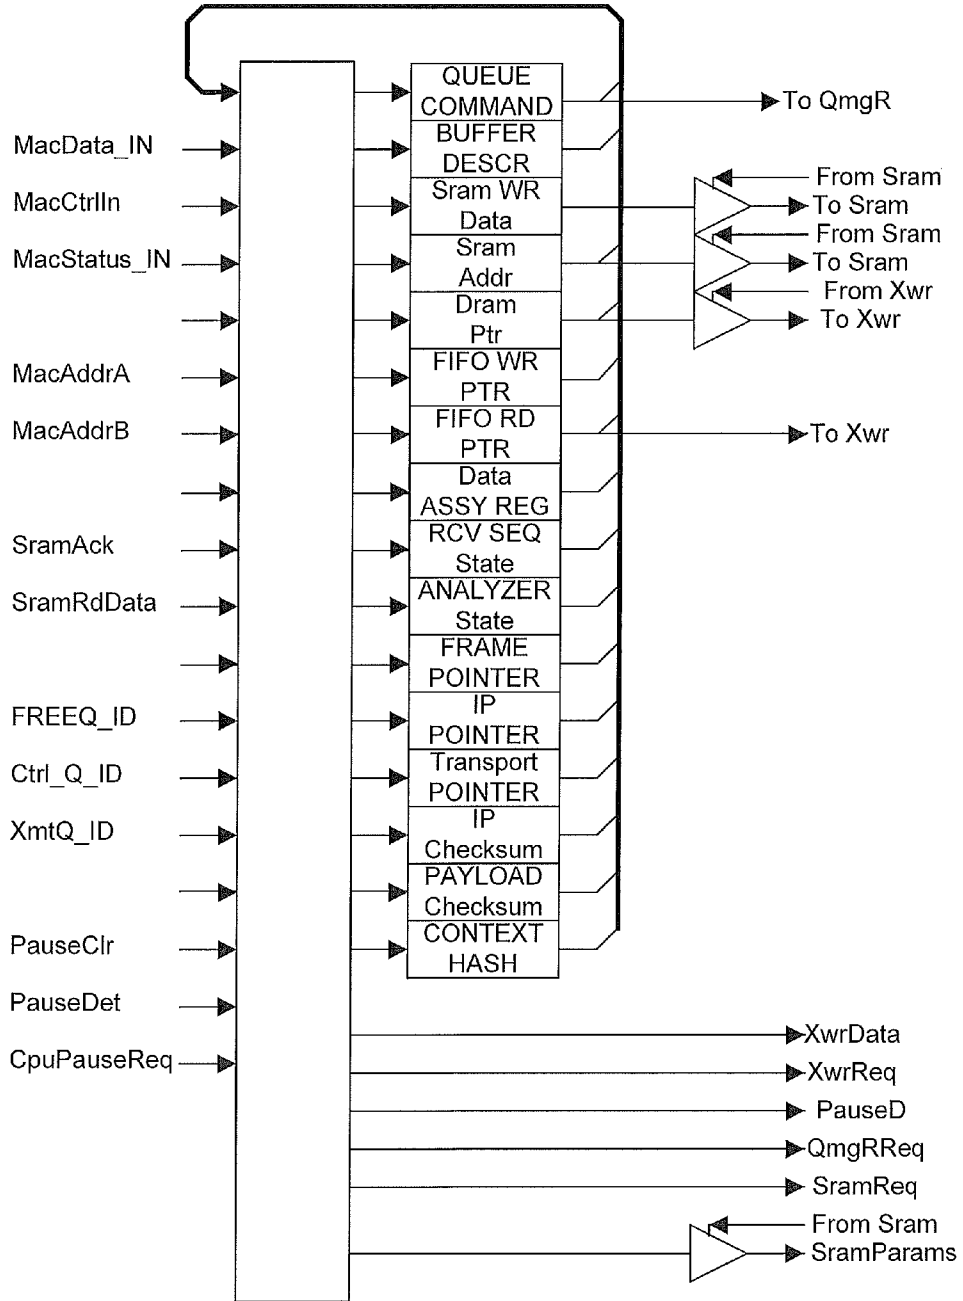 QUEUE
COMMAND
To QmgR
MacData_IN
BUFFER
DESCR
MacCtrlIn
Sram WR
Data
From Sram
To Sram
MacStatus_IN
Sram
Addr
From Sram
To Sram
Dram
Ptr
From Xwr
To Xwr
MacAddrA
FIFO WR
PTR
MacAddrB
FIFO RD
PTR
To Xwr
Data
ASSY REG
SramAck
RCV SEQ
State
SramRdData
ANALYZER
State
FRAME
POINTER
FREEQ_ID
IP
POINTER
Ctrl_Q_ID
Transport
POINTER
XmtQ_ID
IP
Checksum
PAYLOAD
Checksum
PauseClr
CONTEXT
HASH
PauseDet
CpuPauseReq
XwrData
XwrReq
PauseD
QmgRReq
SramReq
From Sram
SramParams